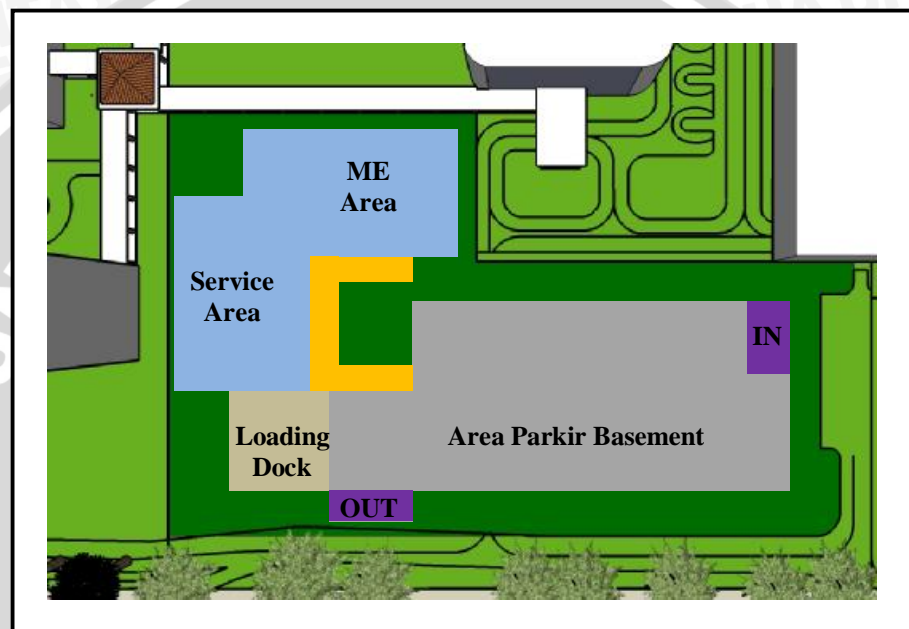 ME
Area
Service
Area
IN
Loading
Dock
Area Parkir Basement
OUT